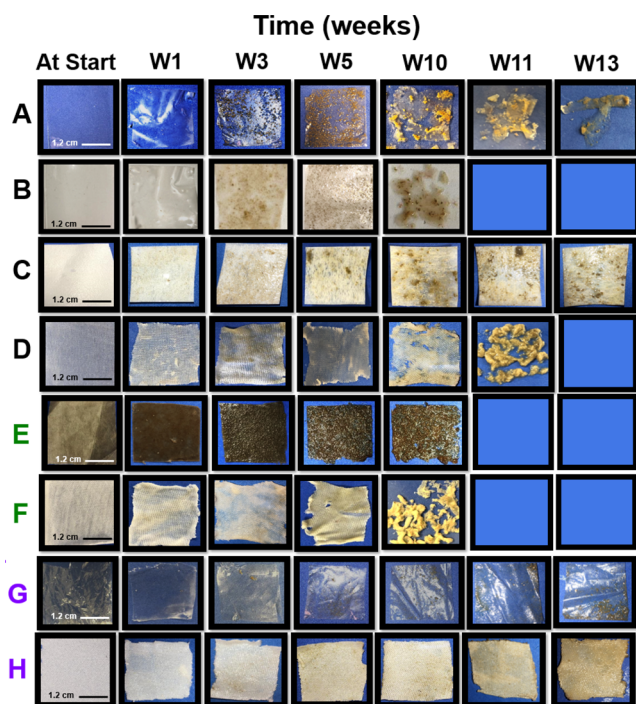 Time (weeks)
At Start W1 W3 W5 W10 W11 W13
A
1.2 cm
B
1.2 cm
C
1.2 cm
D
1.2 cm
E
1.2 cm
F
1.2 cm
G
1.2 cm
H
1.2 cm